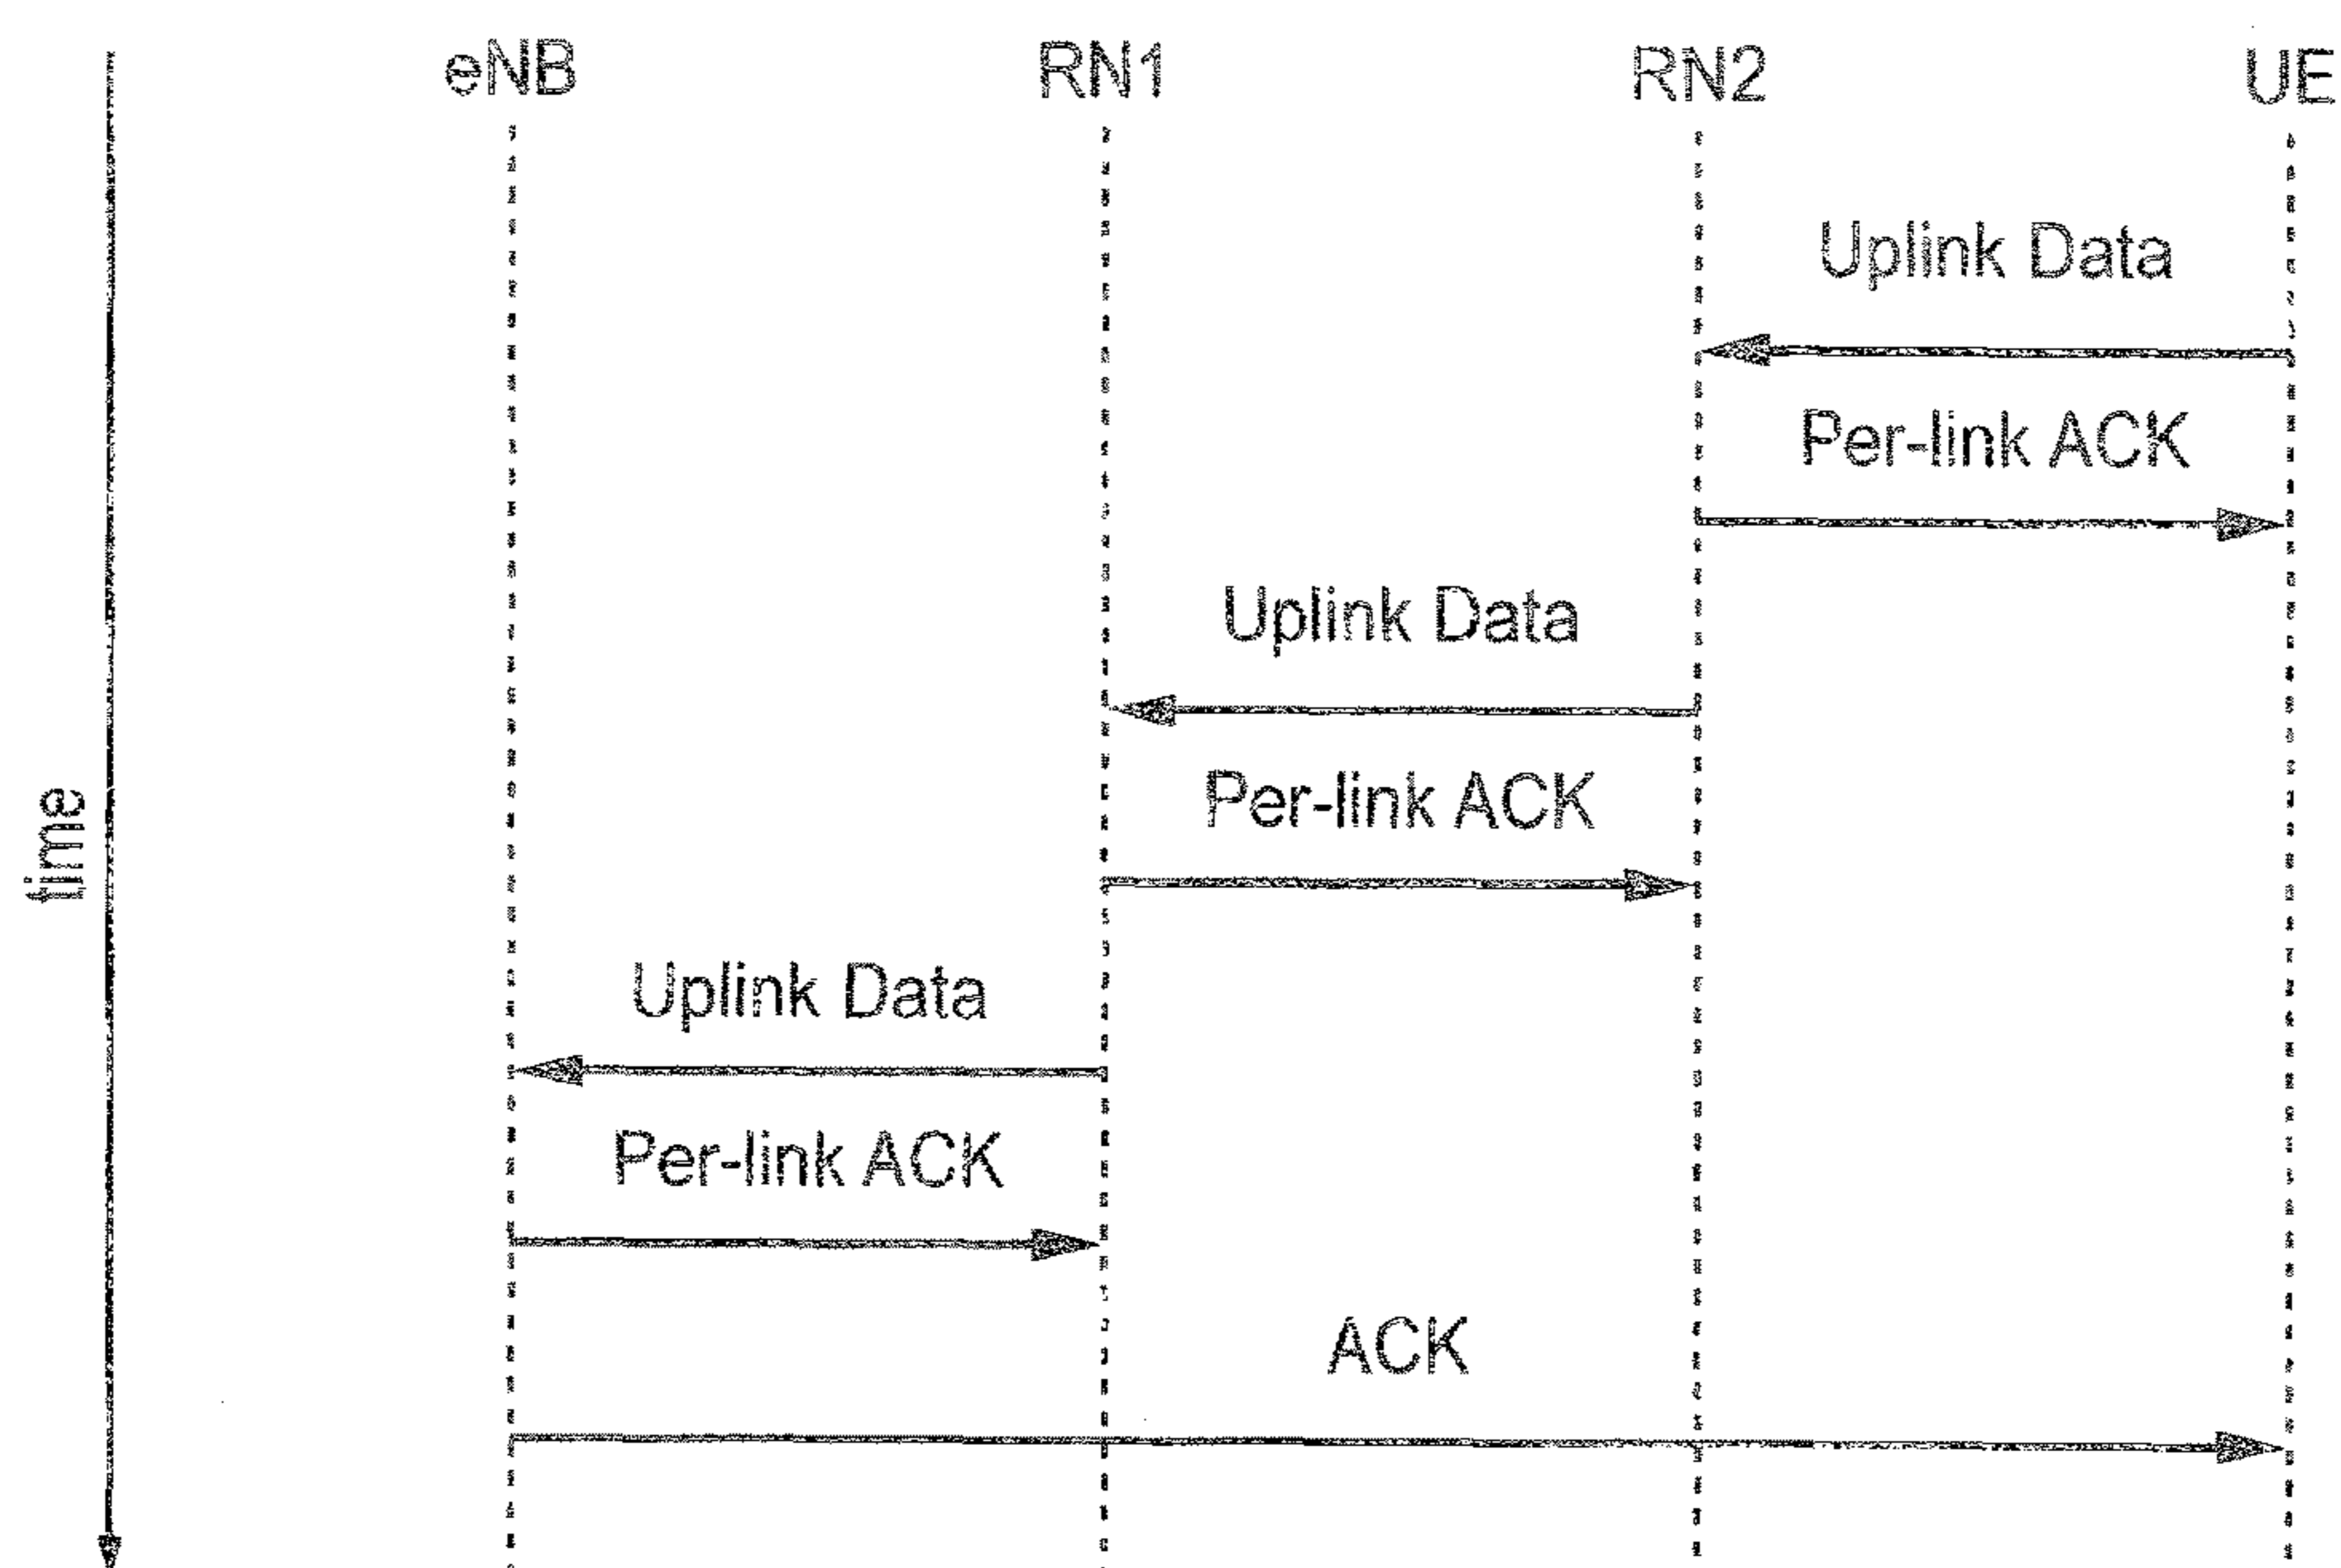 eNB RN1 RN2 UE
Uplink Data
Per-link ACK
Uplink Data
Per-link ACK
time
Uplink Data
Per-link ACK
ACK